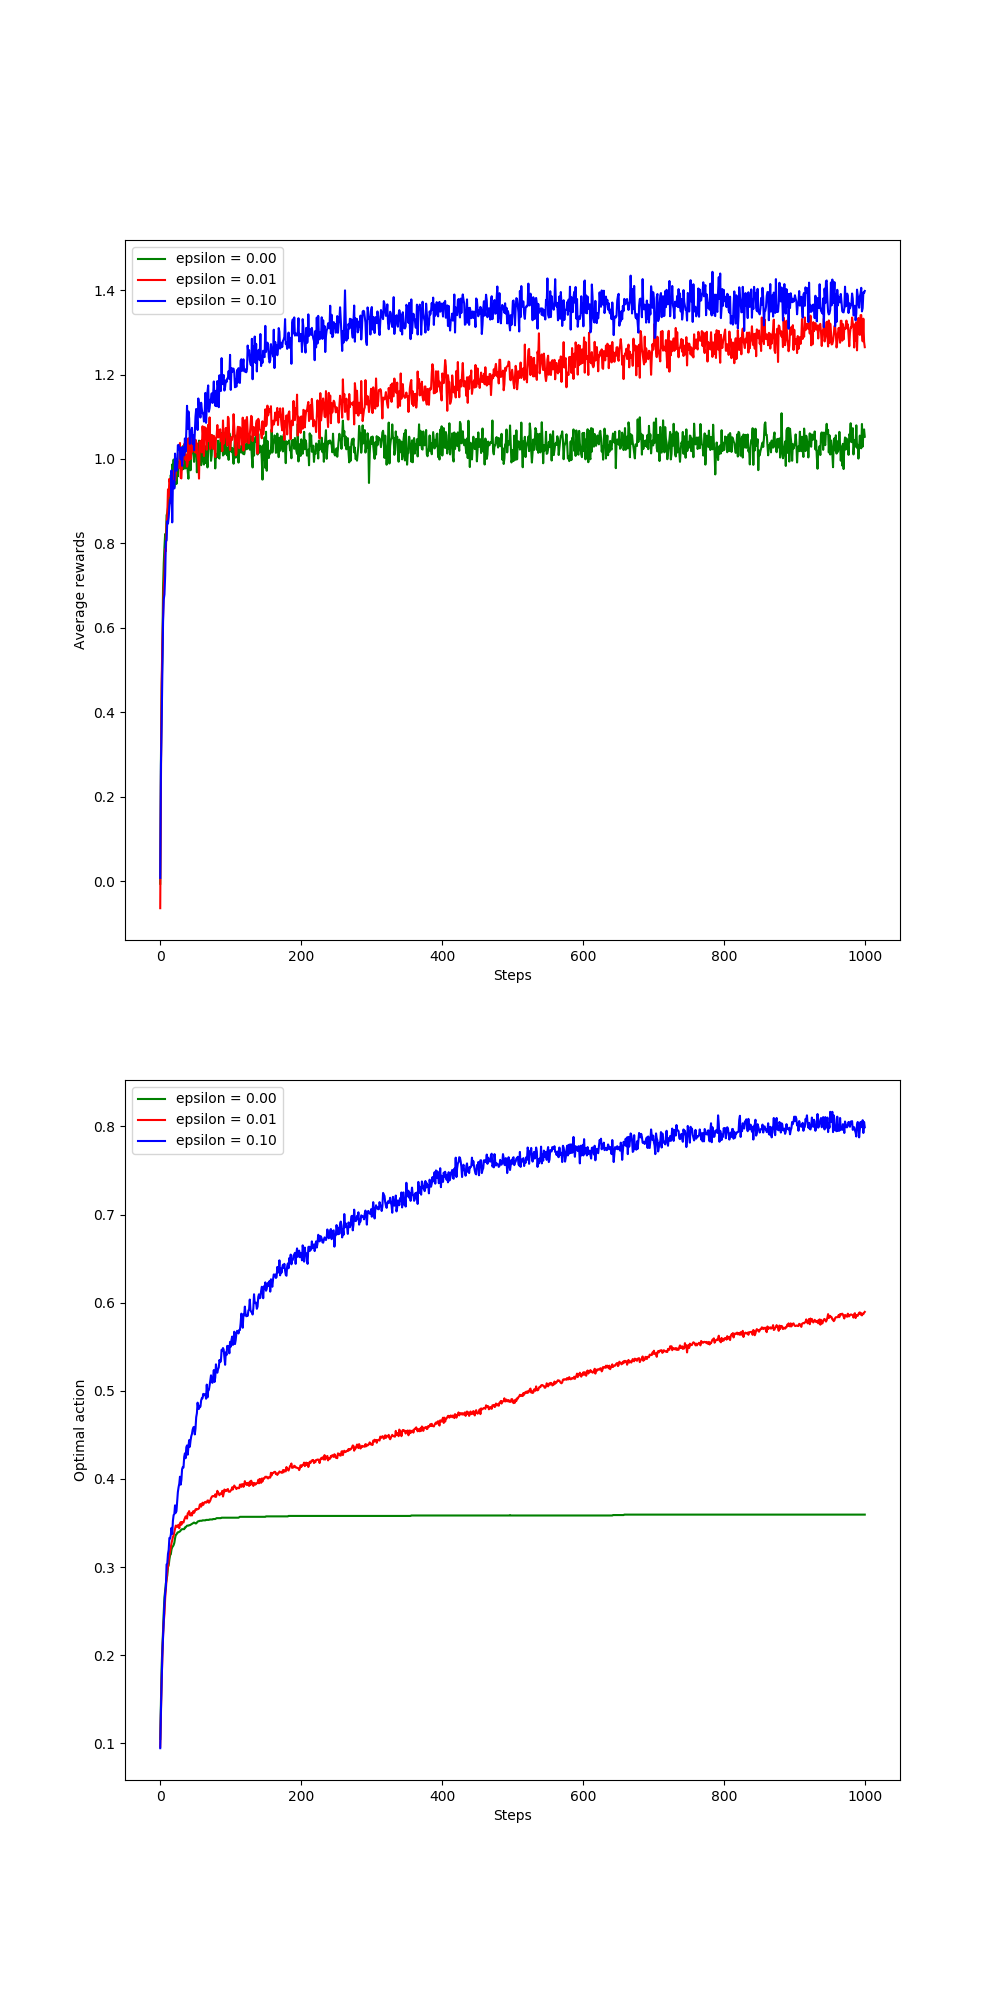 epsilon = 0.00
epsilon = 0.01
epsilon = 0.10
1.4
1.2
1.0
0.8
0.6
0.4
0.2
0.0
Average rewards
0 200 400 600 800 1000
Steps
epsilon = 0.00
epsilon = 0.01
epsilon = 0.10
0.8
0.7
0.6
0.5
0.4
0.3
0.2
0.1
Optimal action
0 200 400 600 800 1000
Steps